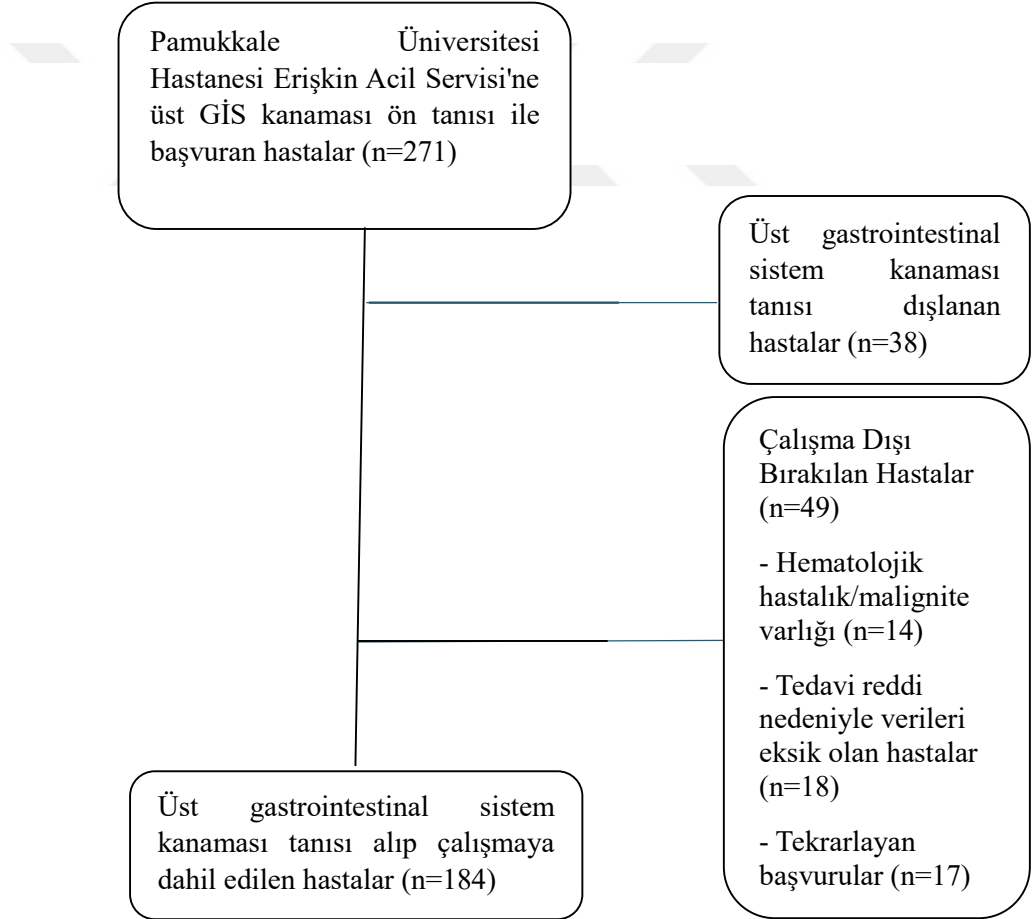 Pamukkale Üniversitesi
Hastanesi Erişkin Acil Servisi'ne
üst GİS kanaması ön tanısı ile
başvuran hastalar (n=271)
Üst gastrointestinal
sistem kanaması
tanısı dışlanan
hastalar (n=38)
Çalışma Dışı
Bırakılan Hastalar
(n=49)
- Hematolojik
hastalık/malignite
varlığı (n=14)
- Tedavi reddi
nedeniyle verileri
eksik olan hastalar
(n=18)
- Tekrarlayan
başvurular (n=17)
Üst gastrointestinal sistem
kanaması tanısı alıp çalışmaya
dahil edilen hastalar (n=184)